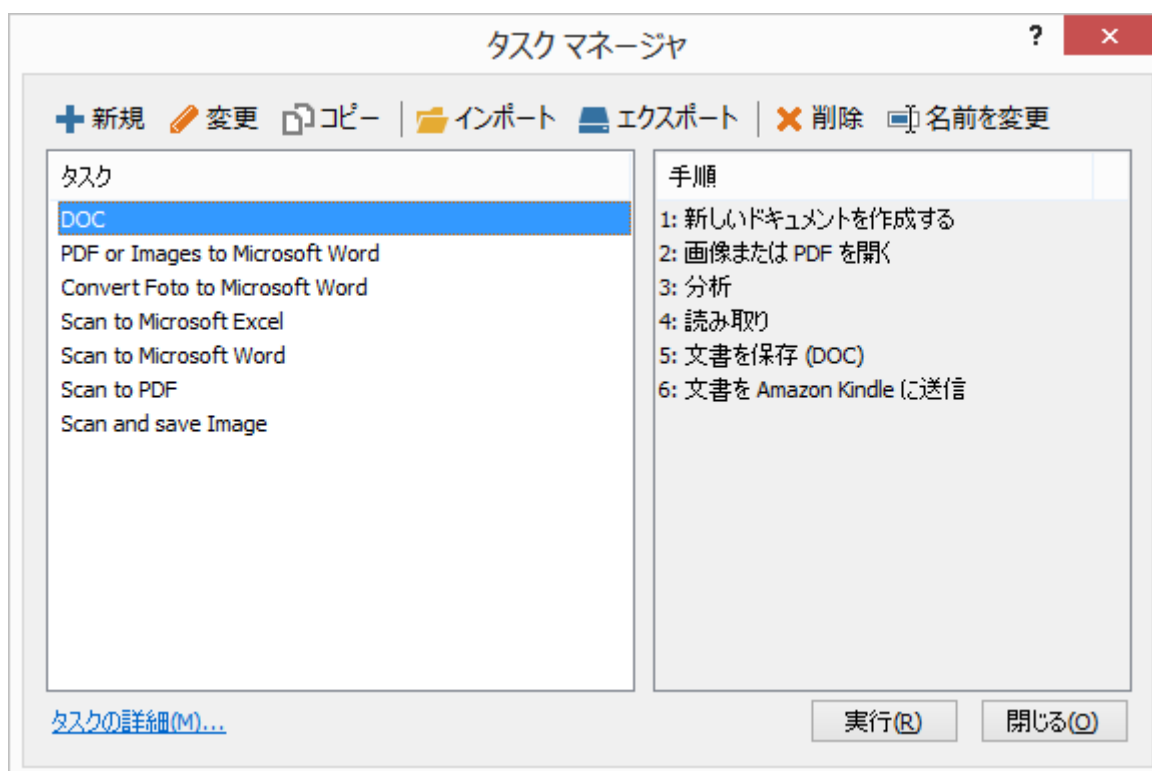 タスク マネージャ ?
新規 変更 コピー インポート エクスポート 削除 名前を変更
タスク
DOC
PDF or Images to Microsoft Word
Convert Foto to Microsoft Word
Scan to Microsoft Excel
Scan to Microsoft Word
Scan to PDF
Scan and save Image
手順
1: 新しいドキュメントを作成する
2: 画像または PDF を開く
3: 分析
4: 読み取り
5: 文書を保存 (DOC)
6: 文書を Amazon Kindle に送信
タスクの詳細(M)...
実行(R) 閉じる(O)